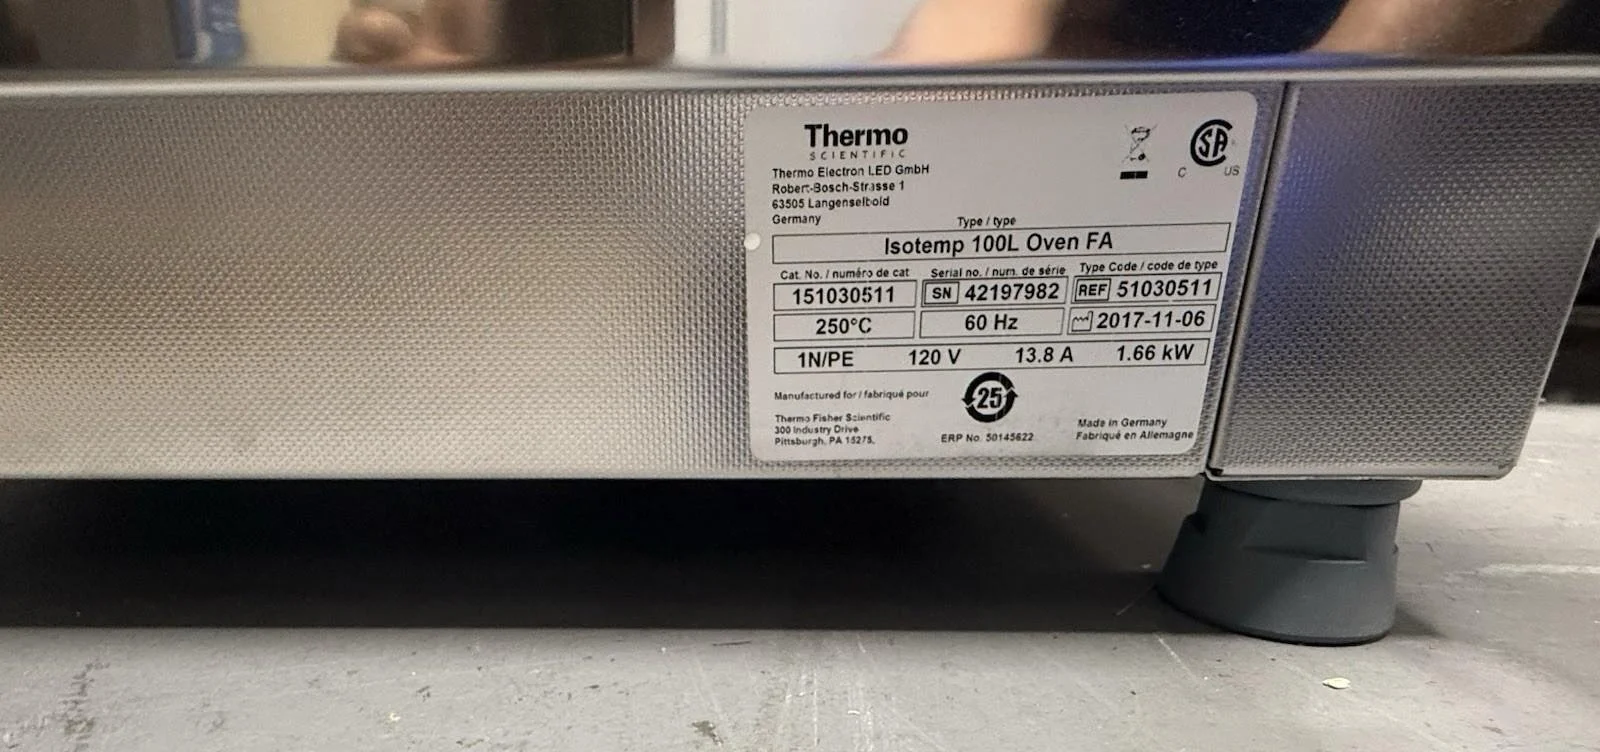 Thermo
SCIENTIFIC
Thermo Electron LED GmbH
Robert-Bosch-Strasse 1
63505 Langenselbold
Germany
C SA US
Type / type
Isotemp 100L Oven FA
Cat. No. / numéro de cat
Serial no. / num. de série
Type Code / code de type
151030511
SN 42197982
REF 51030511
250°C
60 Hz
2017-11-06
1N/PE 120 V 13.8 A 1.66 kW
Manufactured for / fabriqué pour
Thermo Fisher Scientific
300 Industry Drive
Pittsburgh, PA 15275,
25
ERP No. 50145622
Made in Germany
Fabriqué en Allemagne